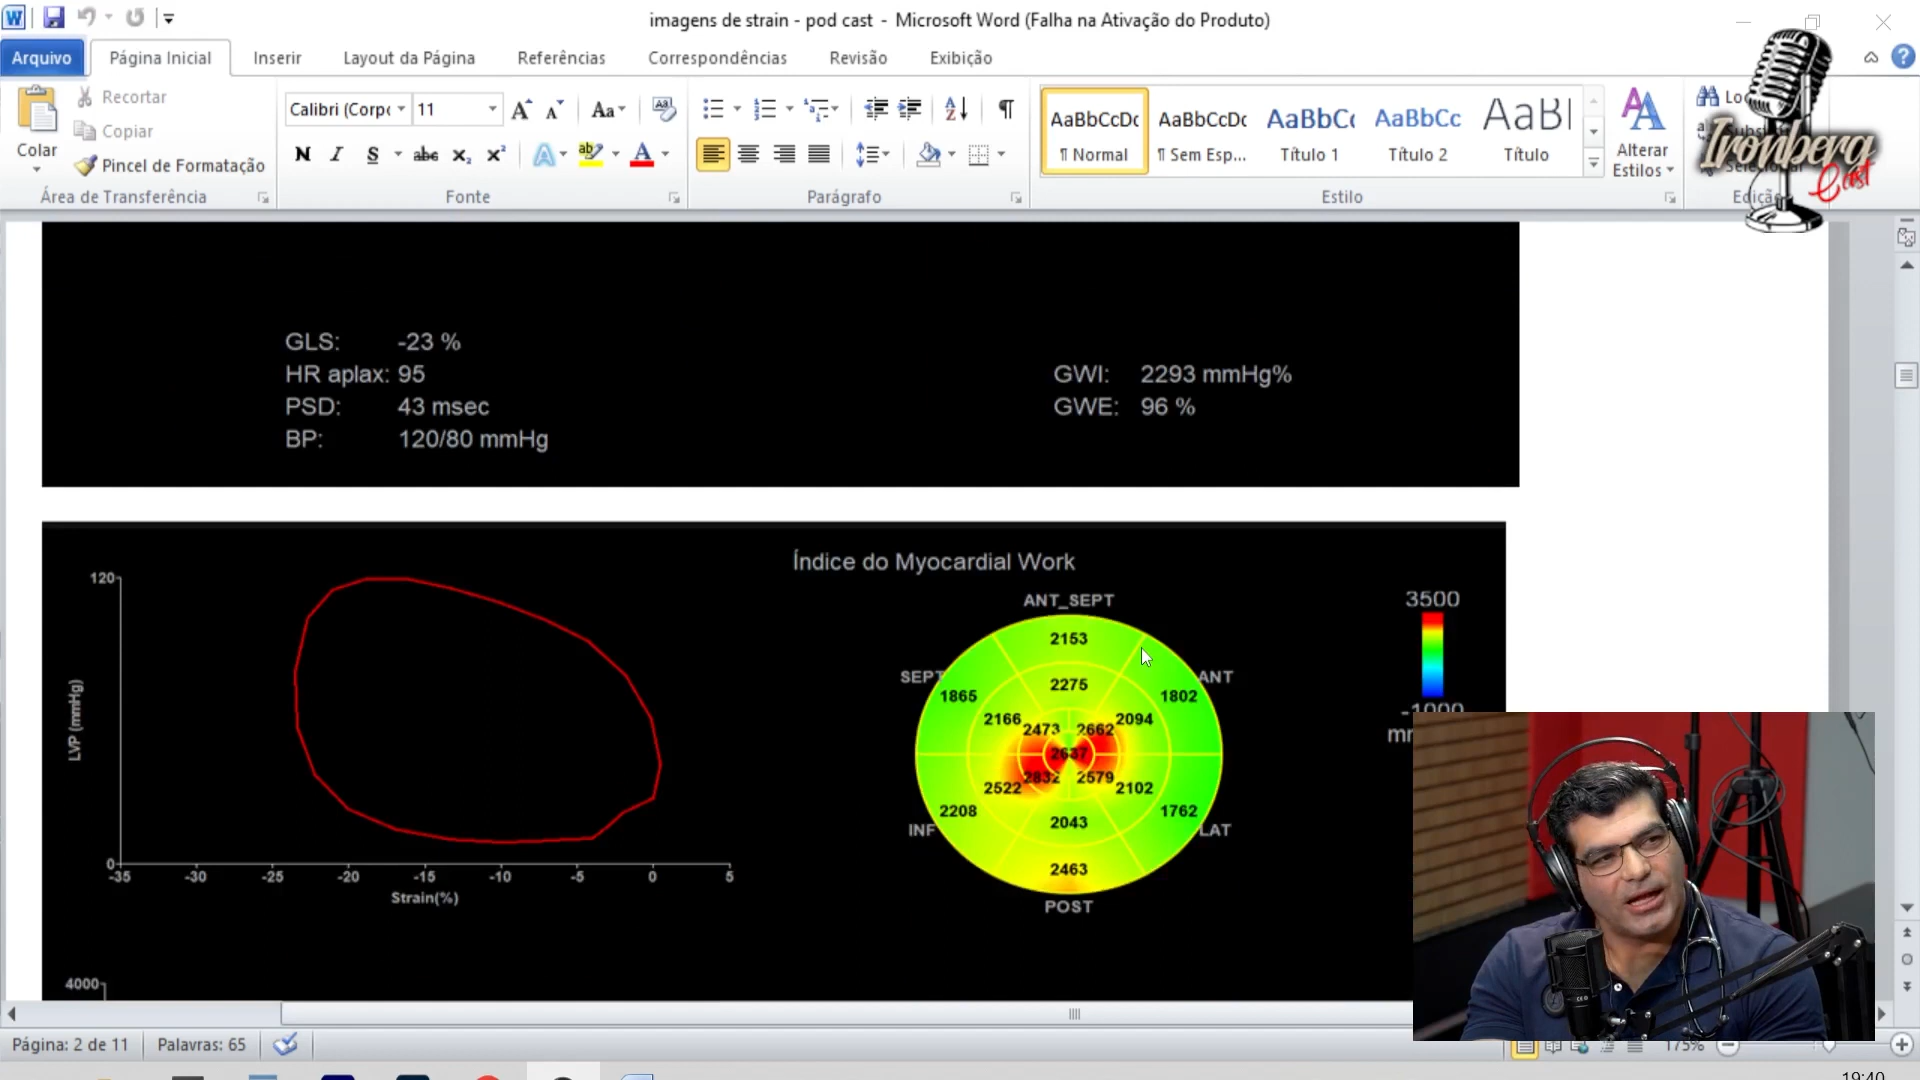 imagens de strain - pod cast - Microsoft Word (Falha na Ativação do Produto)
Arquivo Página Inicial Inserir Layout da Página Referências Correspondências Revisão Exibição
Colar
Recortar
Copiar
Pincel de Formatação
Área de Transferência
Calibri (Corpo 11
N I S abc x₂ x²
Fonte
Parágrafo
AaBbCcDc AaBbCcDc AaBbCc AaBbCc AaBl
¶ Normal ¶ Sem Esp... Título 1 Título 2 Título
Alterar
Estilos
Estilo
Selecionar
Ironberg
Cast
GLS: -23 %
HR aplax: 95
PSD: 43 msec
BP: 120/80 mmHg
GWI: 2293 mmHg%
GWE: 96 %
Índice do Myocardial Work
120
LVP (mmHg)
0
-35 -30 -25 -20 -15 -10 -5 0 5
Strain(%)
4000
ANT_SEPT
2153
SEPT 2275 ANT
1865 1802
2166 2094
2473 2662
2637
2832 2579
2522 2102
2208 1762
INF 2043 LAT
2463
POST
3500
-1000
Página: 2 de 11 Palavras: 65
175%
19:40